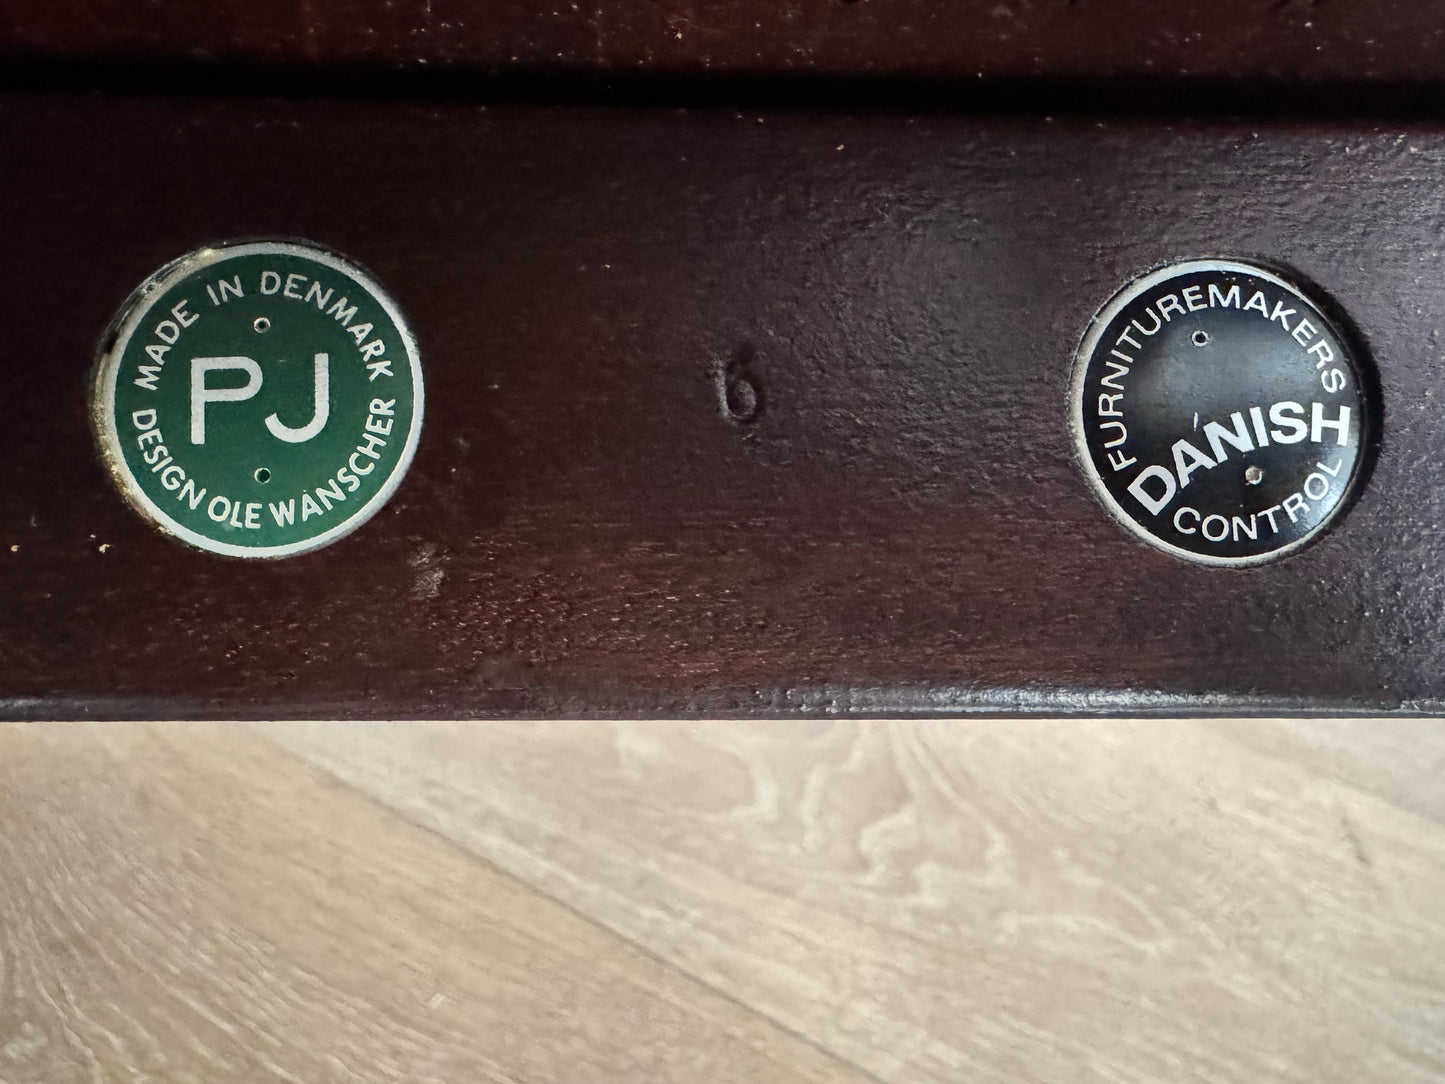 MADE IN DENMARK
PJ
DESIGN OLE WANSCHER
6
FURNITUREMAKERS
DANISH
CONTROL